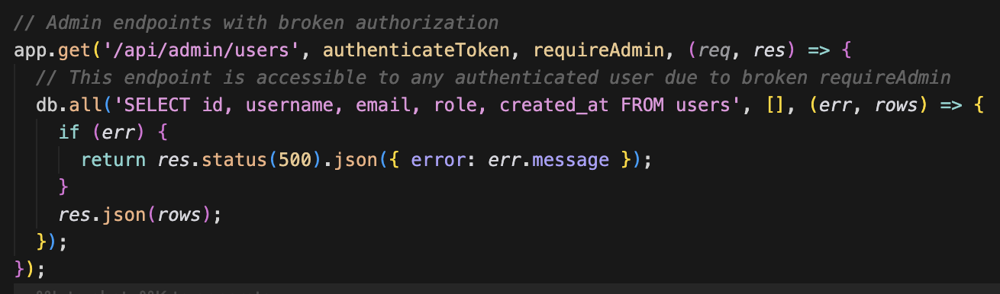 // Admin endpoints with broken authorization
app.get('/api/admin/users', authenticateToken, requireAdmin, (req, res) => {
  // This endpoint is accessible to any authenticated user due to broken requireAdmin
  db.all('SELECT id, username, email, role, created_at FROM users', [], (err, rows) => {
    if (err) {
      return res.status(500).json({ error: err.message });
    }
    res.json(rows);
  });
});